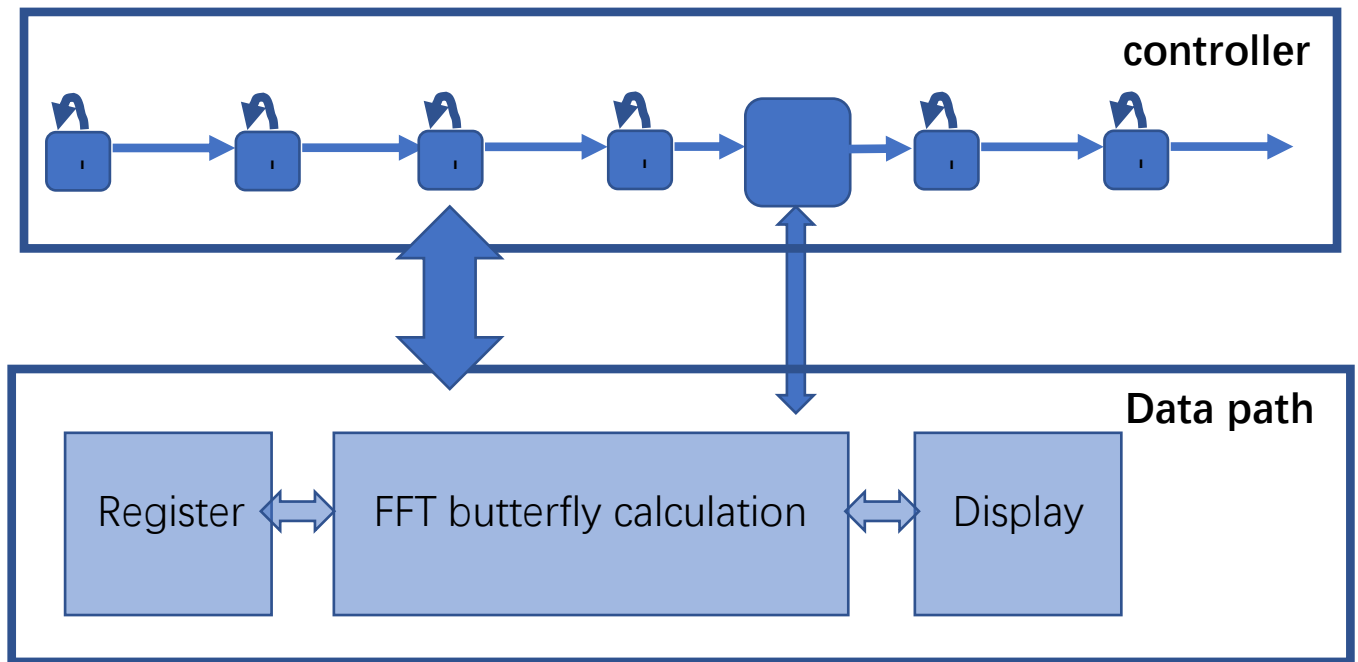 controller
Data path
Register
FFT butterfly calculation
Display